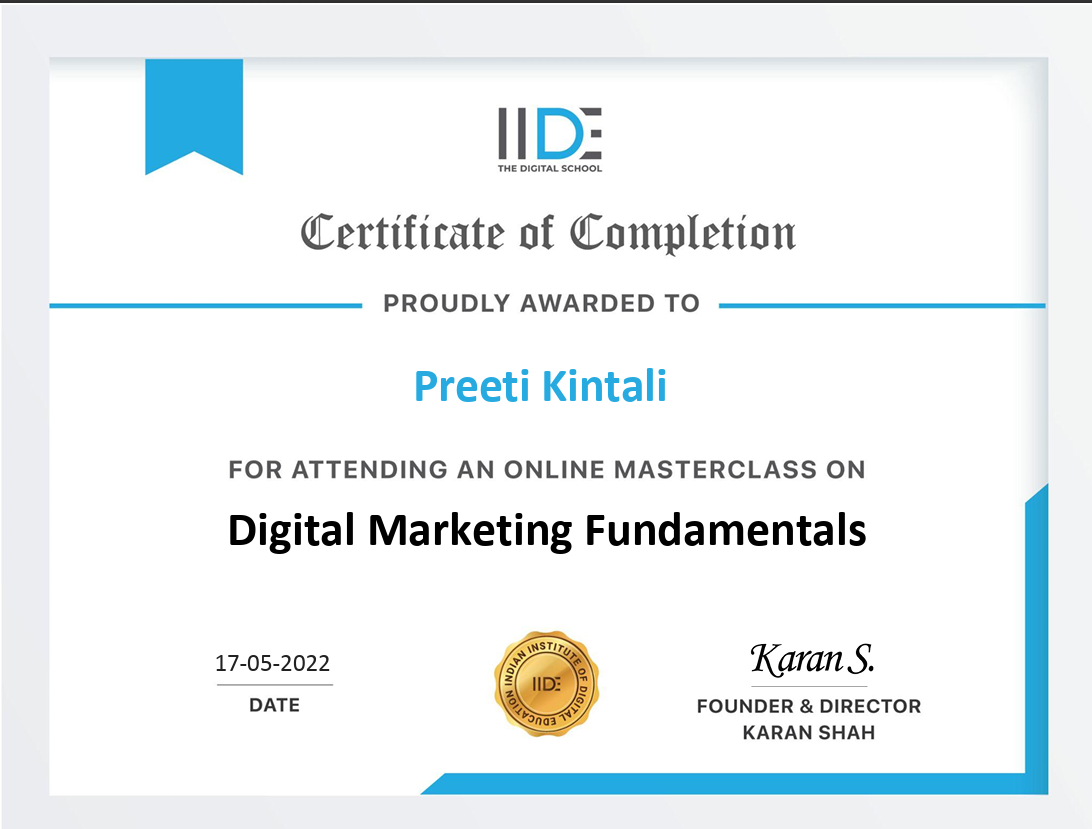 IIDE
THE DIGITAL SCHOOL
Certificate of Completion
PROUDLY AWARDED TO
Preeti Kintali
FOR ATTENDING AN ONLINE MASTERCLASS ON
Digital Marketing Fundamentals
17-05-2022
DATE
INDIAN INSTITUTE OF DIGITAL EDUCATION
IIDE
Karan S.
FOUNDER & DIRECTOR
KARAN SHAH